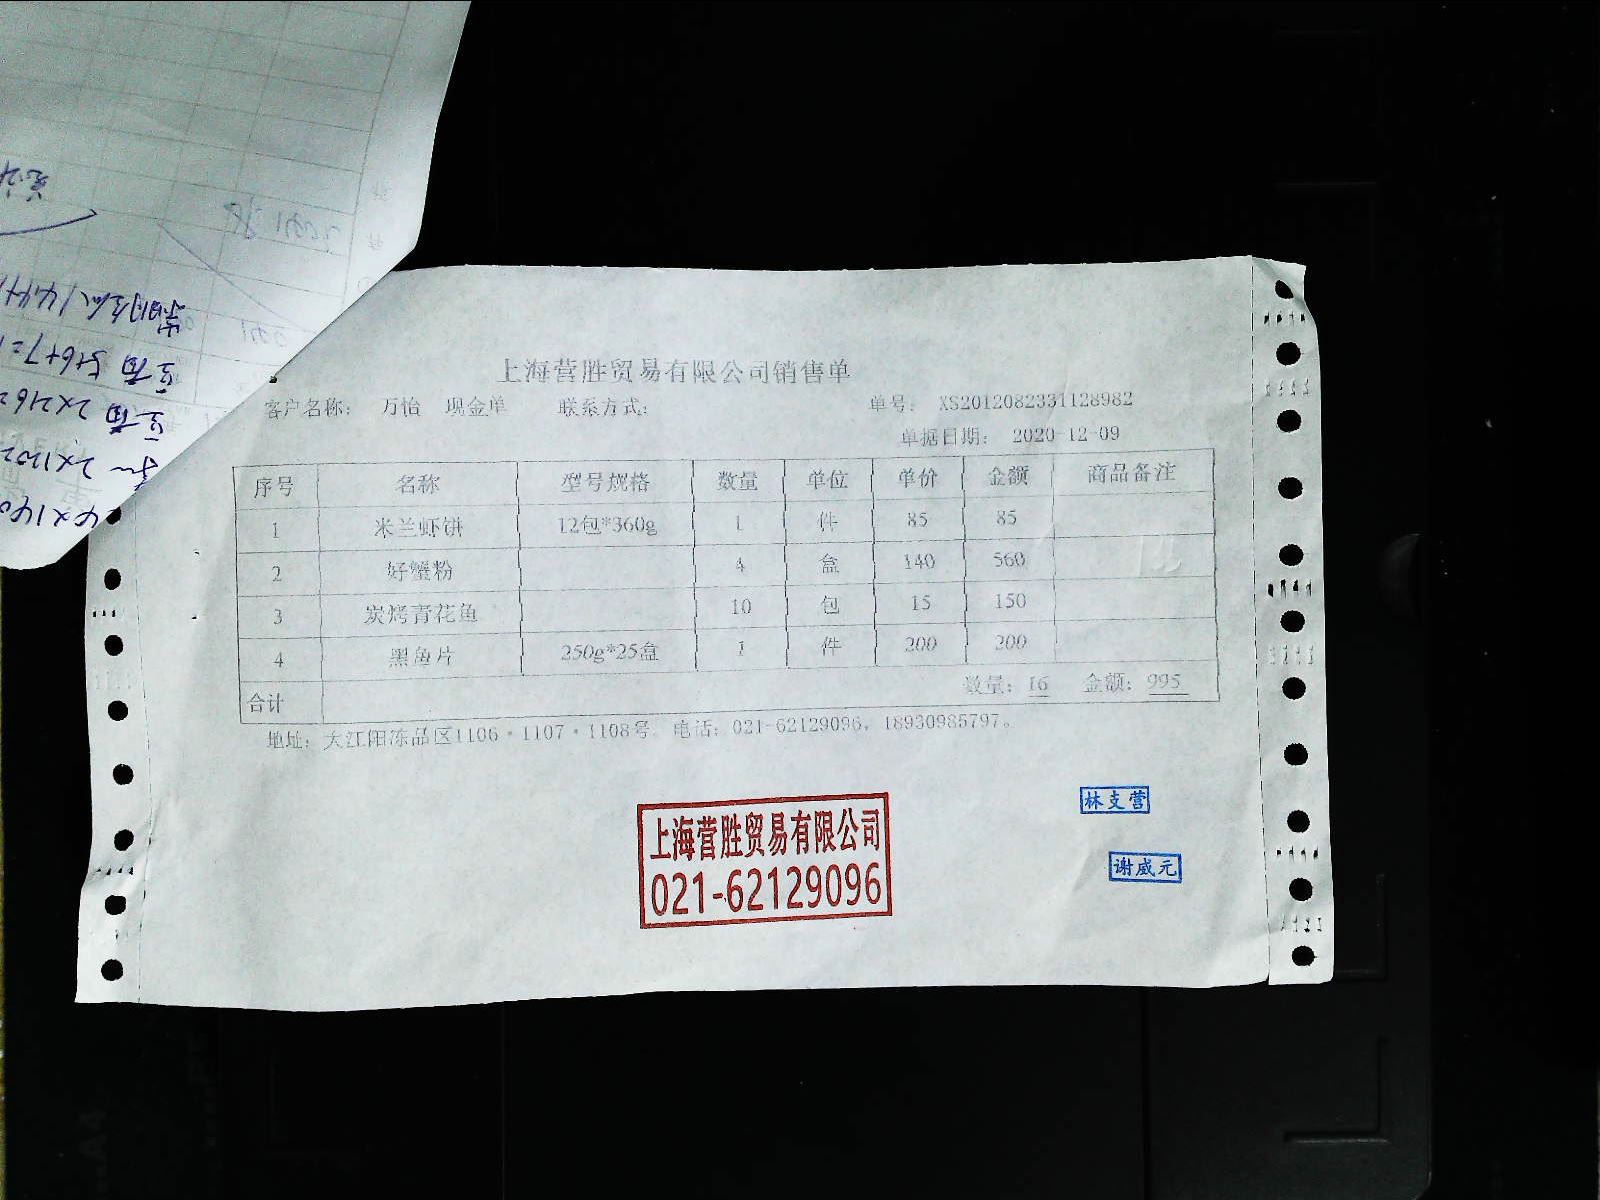 上海营胜贸易有限公司销售单
客户名称： 万怡 现金单 联系方式： 单号： XS2012082331128982
单据日期： 2020-12-09
序号 名称 型号规格 数量 单位 单价 金额 商品备注
1 米兰虾饼 12包*360g 1 件 85 85
2 好蟹粉 4 盒 140 560
3 炭烤青花鱼 10 包 15 150
4 黑鱼片 250g*25盒 1 件 200 200
合计 数量：16 金额：995
地址：大江阳冻品区1106·1107·1108号 电话：021-62129096，18930985797。
上海营胜贸易有限公司
021-62129096
林支营
谢威元